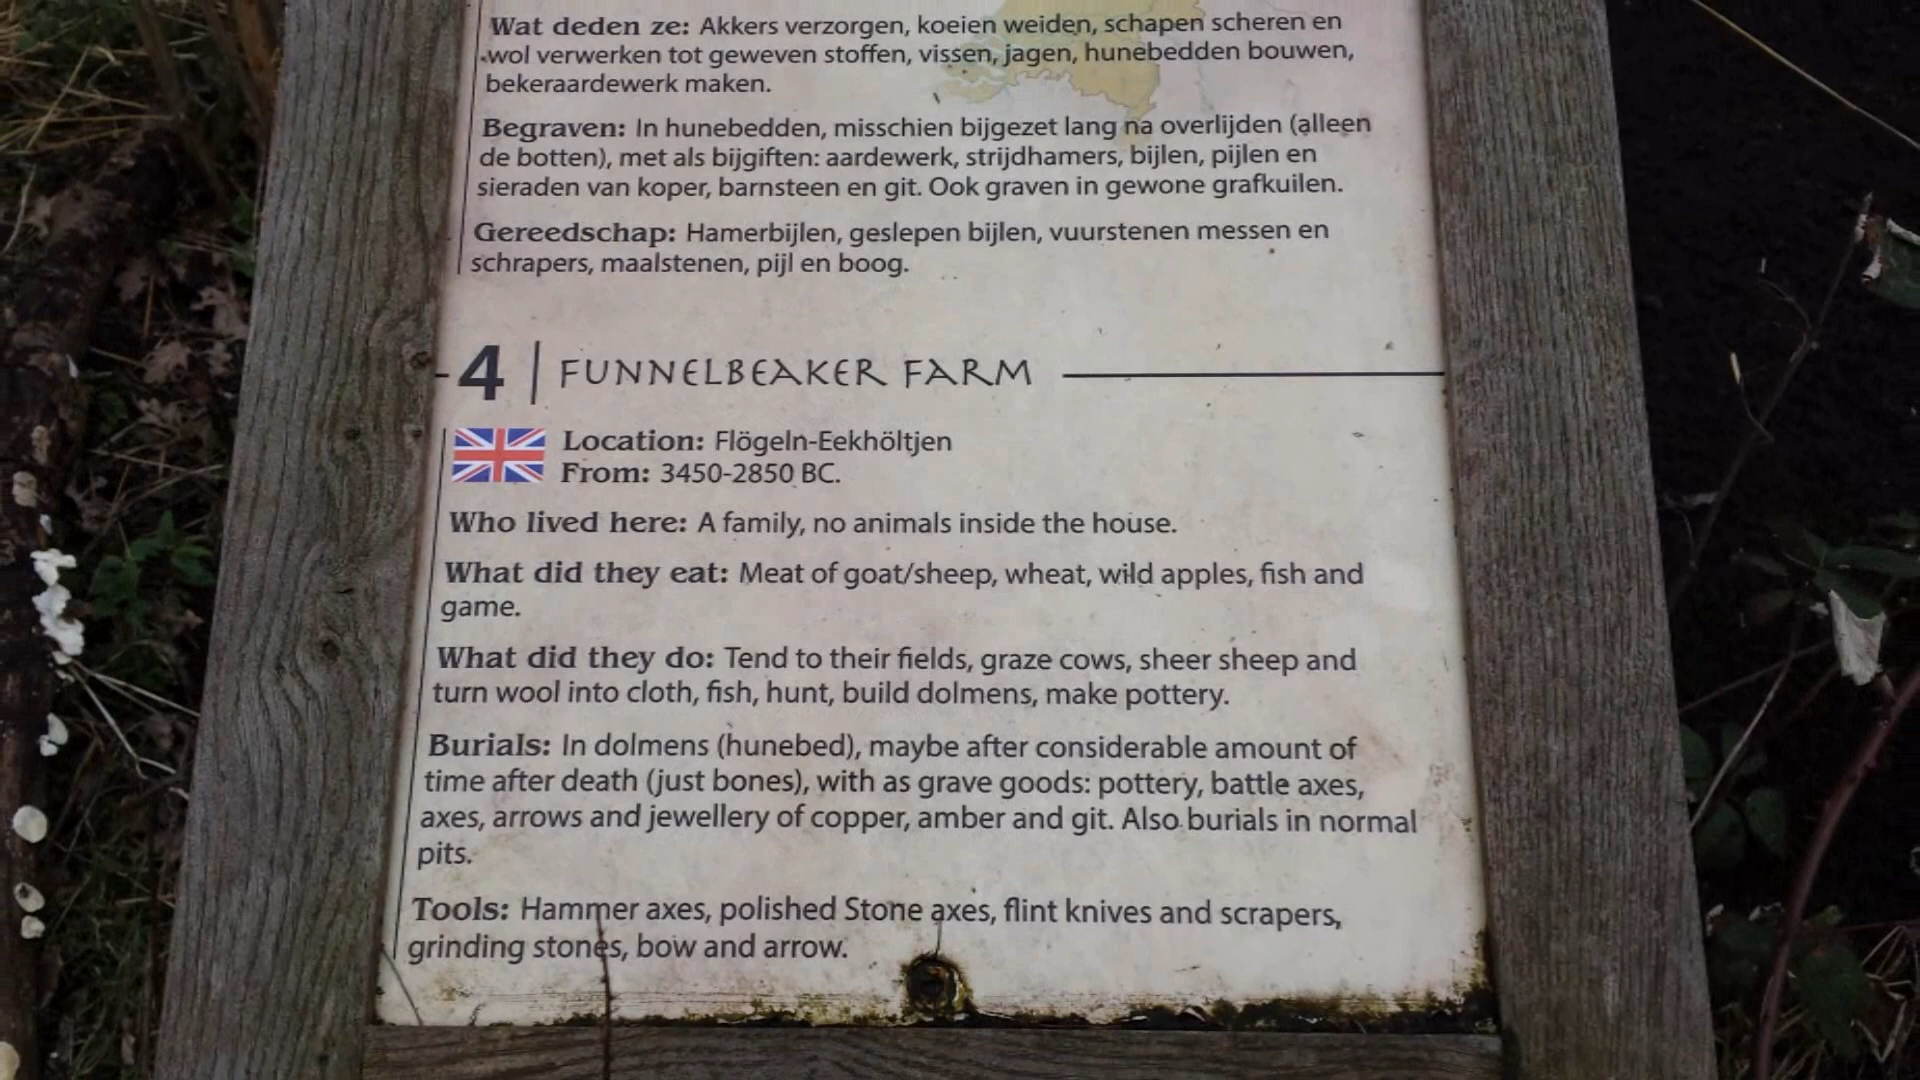 Wat deden ze: Akkers verzorgen, koeien weiden, schapen scheren en
wol verwerken tot geweven stoffen, vissen, jagen, hunebedden bouwen,
bekeraardewerk maken.
Begraven: In hunebedden, misschien bijgezet lang na overlijden (alleen
de botten), met als bijgiften: aardewerk, strijdhamers, bijlen, pijlen en
sieraden van koper, barnsteen en git. Ook graven in gewone grafkuilen.
Gereedschap: Hamerbijlen, geslepen bijlen, vuurstenen messen en
schrapers, maalstenen, pijl en boog.
4 | FUNNELBEAKER FARM
Location: Flögeln-Eekhöltjen
From: 3450-2850 BC.
Who lived here: A family, no animals inside the house.
What did they eat: Meat of goat/sheep, wheat, wild apples, fish and
game.
What did they do: Tend to their fields, graze cows, sheer sheep and
turn wool into cloth, fish, hunt, build dolmens, make pottery.
Burials: In dolmens (hunebed), maybe after considerable amount of
time after death (just bones), with as grave goods: pottery, battle axes,
axes, arrows and jewellery of copper, amber and git. Also burials in normal
pits.
Tools: Hammer axes, polished Stone axes, flint knives and scrapers,
grinding stones, bow and arrow.